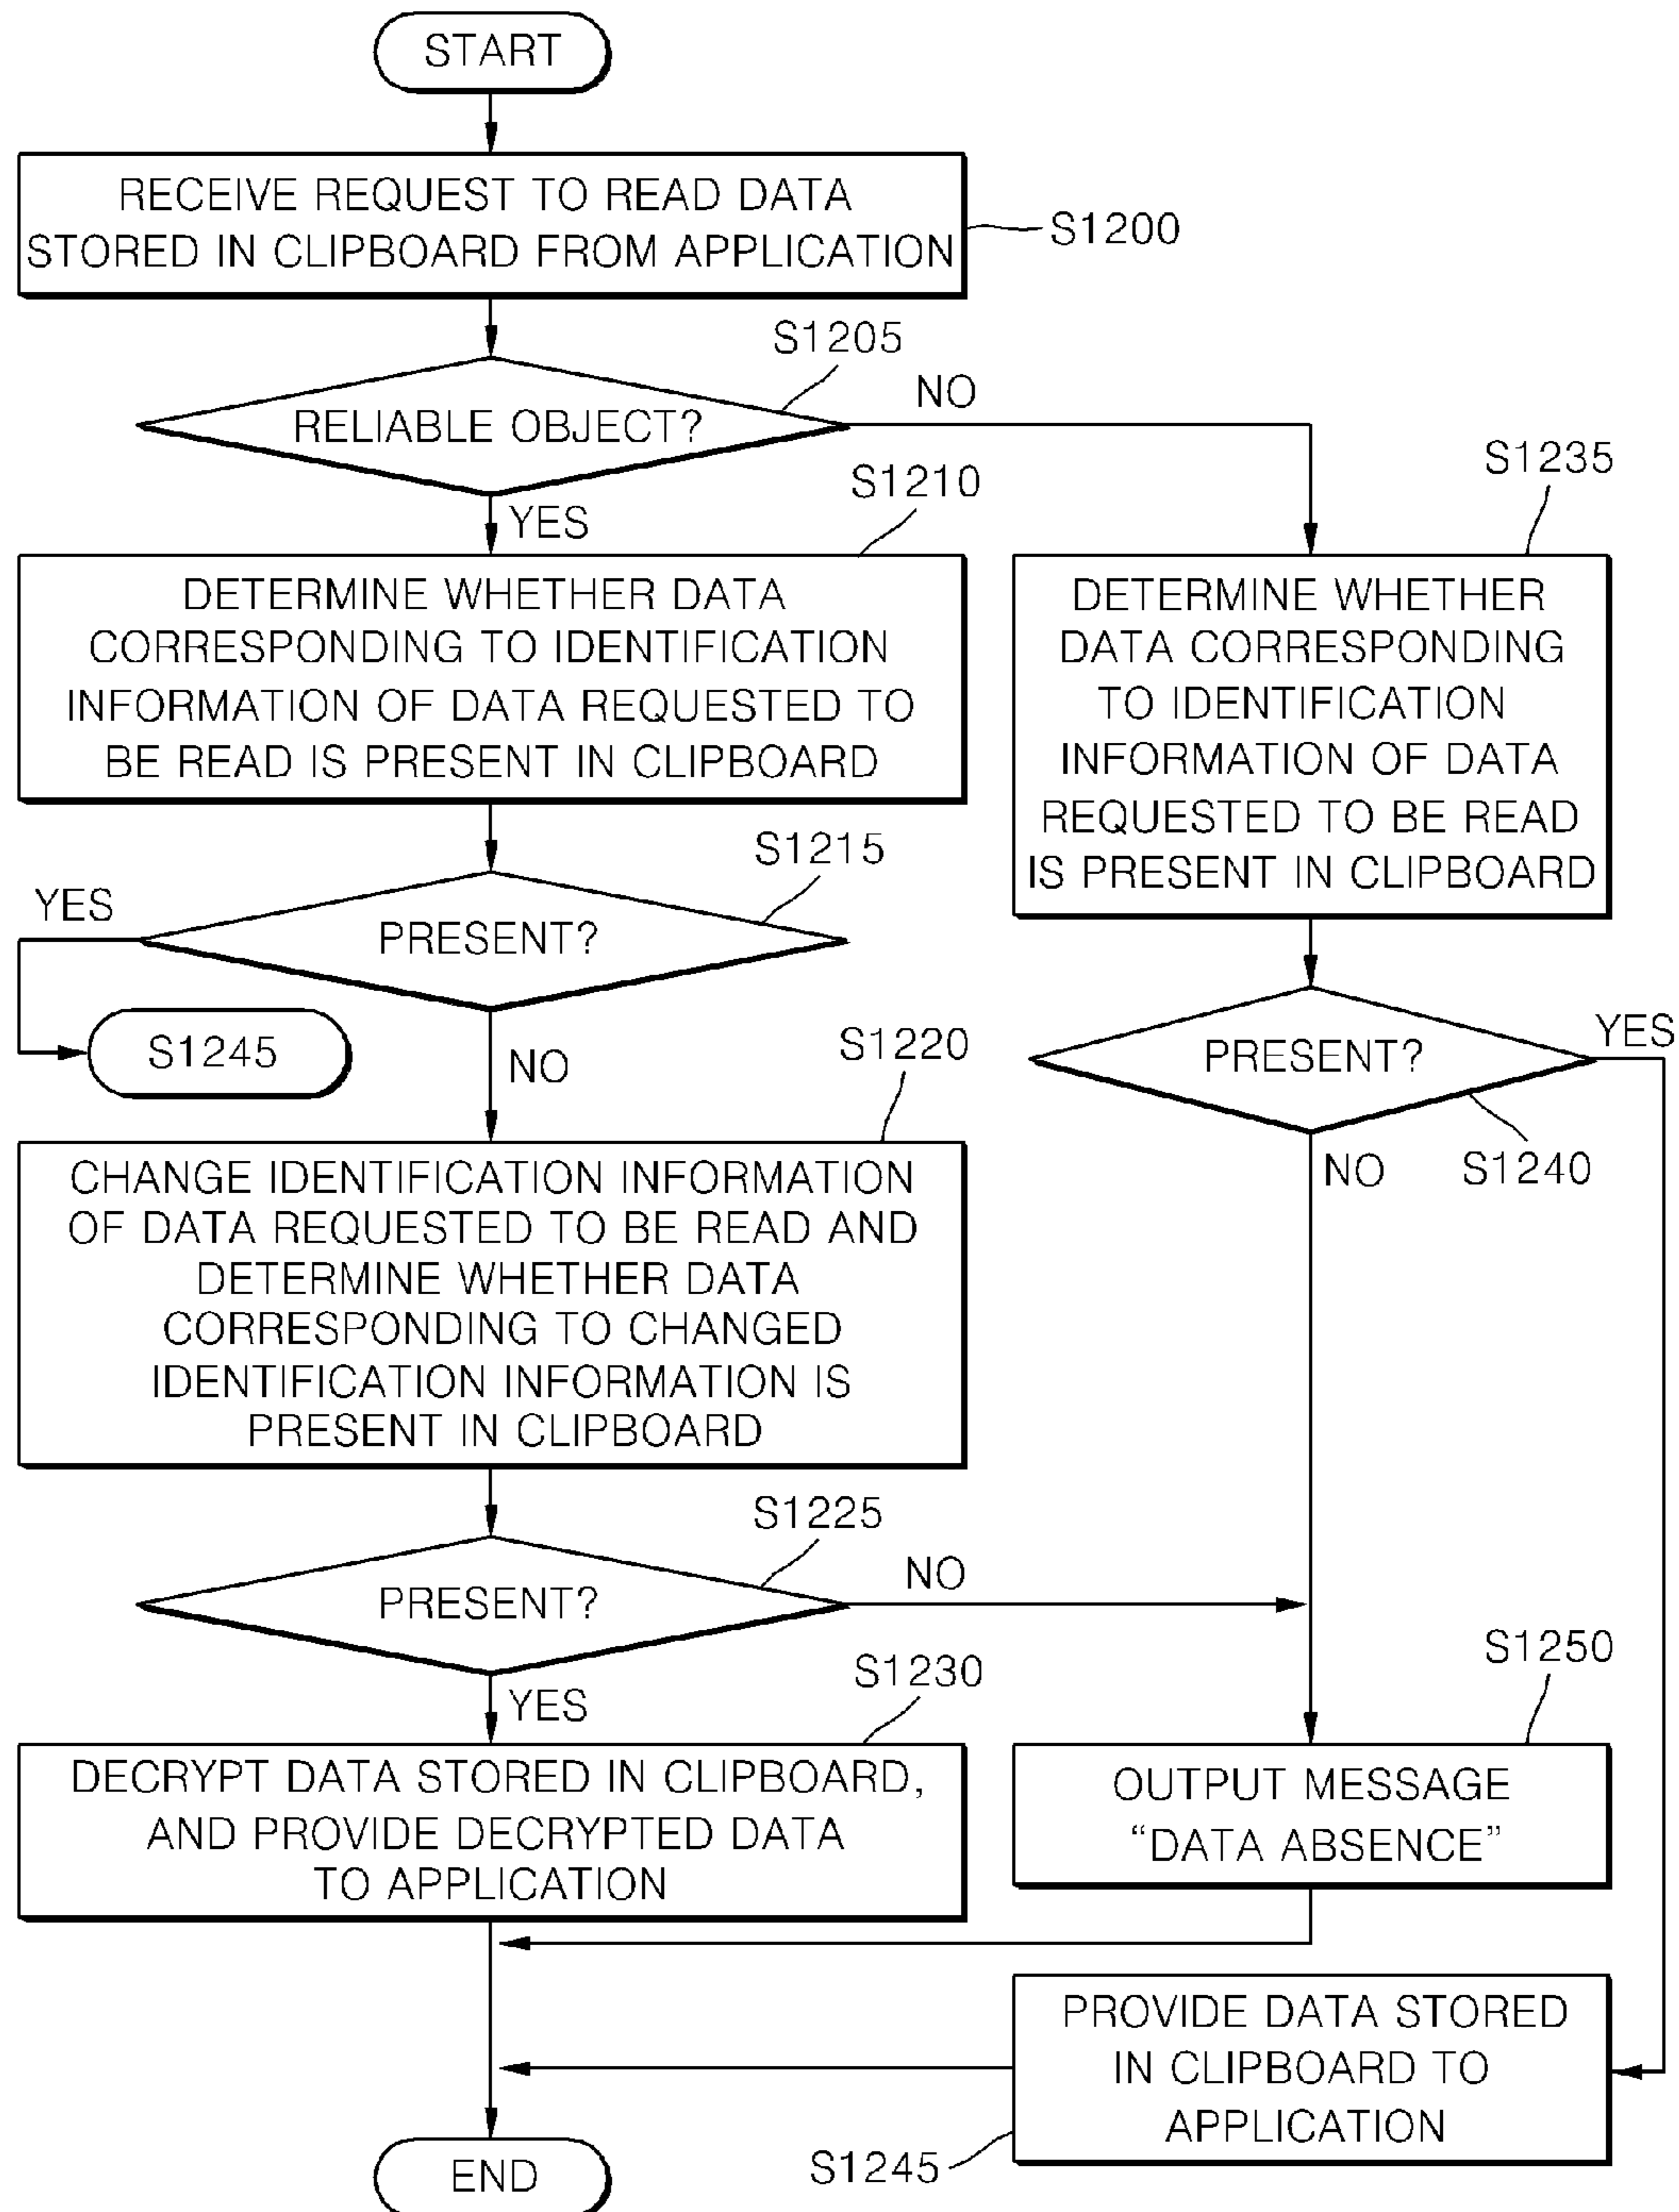 START
RECEIVE REQUEST TO READ DATA
STORED IN CLIPBOARD FROM APPLICATION
S1200
S1205
RELIABLE OBJECT?
NO
YES
S1210
DETERMINE WHETHER DATA
CORRESPONDING TO IDENTIFICATION
INFORMATION OF DATA REQUESTED TO
BE READ IS PRESENT IN CLIPBOARD
S1235
DETERMINE WHETHER
DATA CORRESPONDING
TO IDENTIFICATION
INFORMATION OF DATA
REQUESTED TO BE READ
IS PRESENT IN CLIPBOARD
S1215
YES
PRESENT?
S1245
NO
PRESENT?
YES
NO
S1240
S1220
CHANGE IDENTIFICATION INFORMATION
OF DATA REQUESTED TO BE READ AND
DETERMINE WHETHER DATA
CORRESPONDING TO CHANGED
IDENTIFICATION INFORMATION IS
PRESENT IN CLIPBOARD
S1225
PRESENT?
NO
YES
S1230
DECRYPT DATA STORED IN CLIPBOARD,
AND PROVIDE DECRYPTED DATA
TO APPLICATION
S1250
OUTPUT MESSAGE
“DATA ABSENCE”
PROVIDE DATA STORED
IN CLIPBOARD TO
APPLICATION
S1245
END